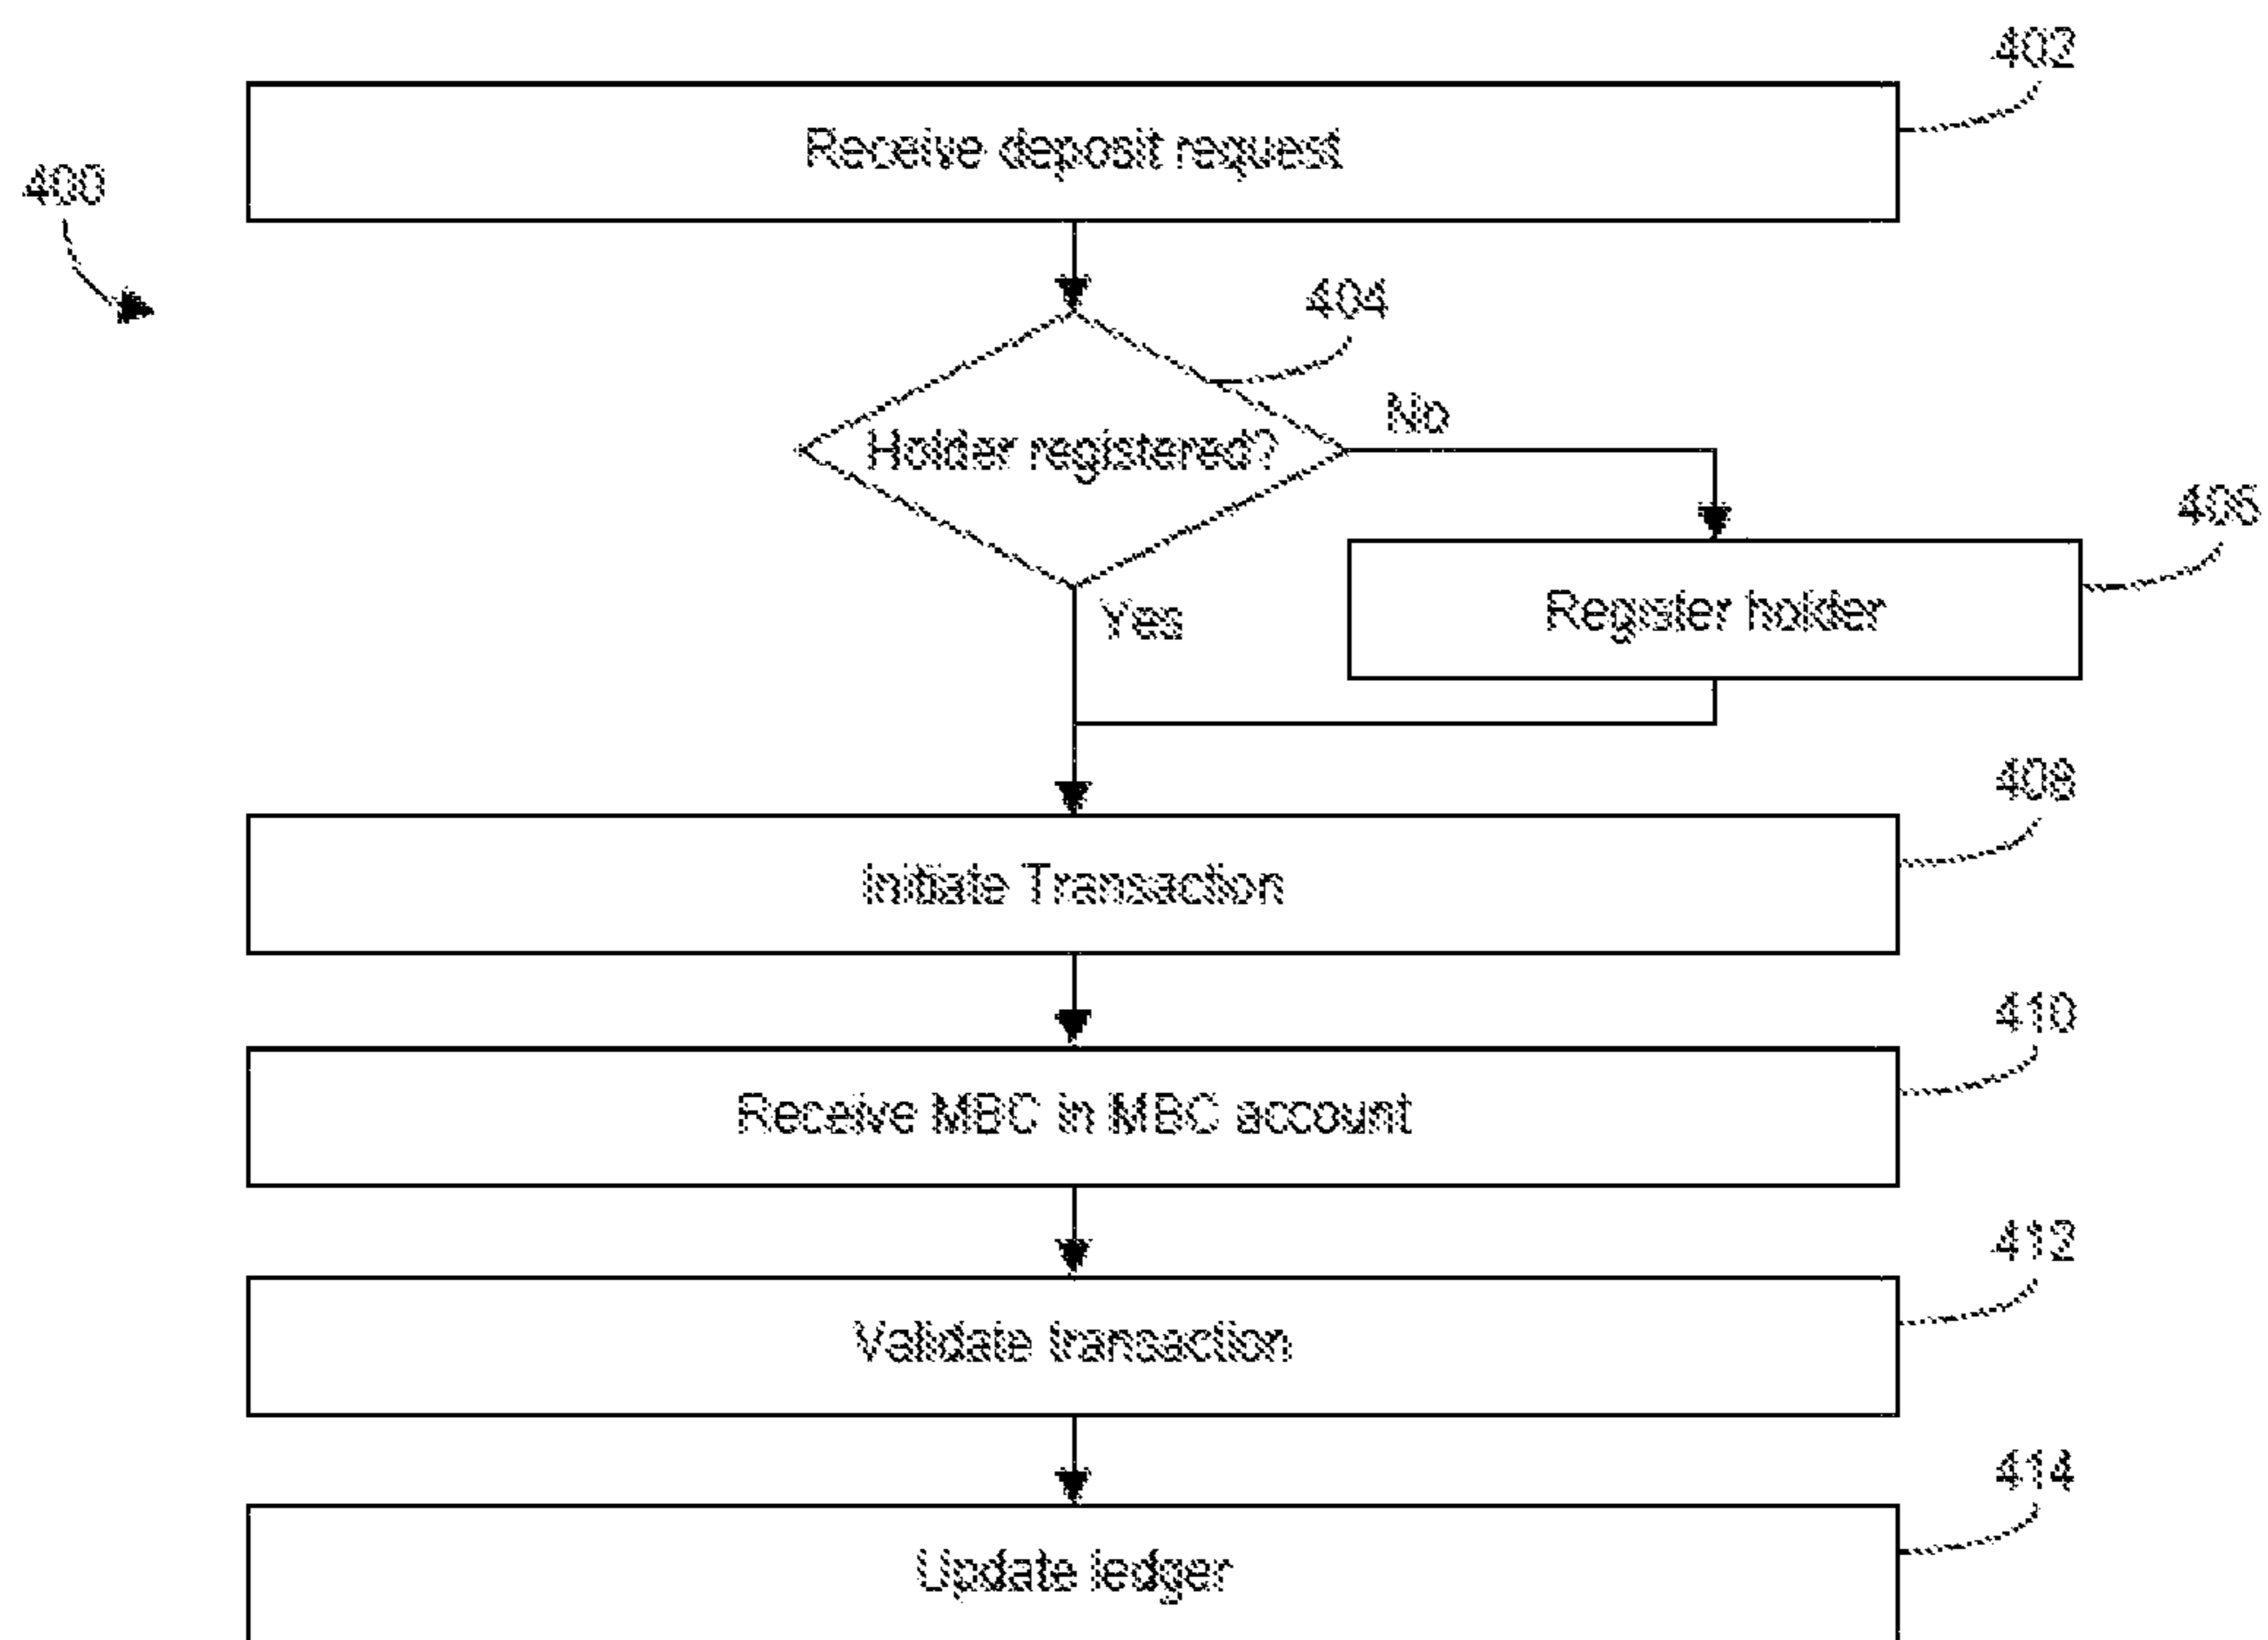 402
Receive deposit request
400
404
No
Holder registered?
406
Yes
Register holder
408
Initiate Transaction
410
Receive MBC in MBC account
412
Validate transaction
414
Update ledger